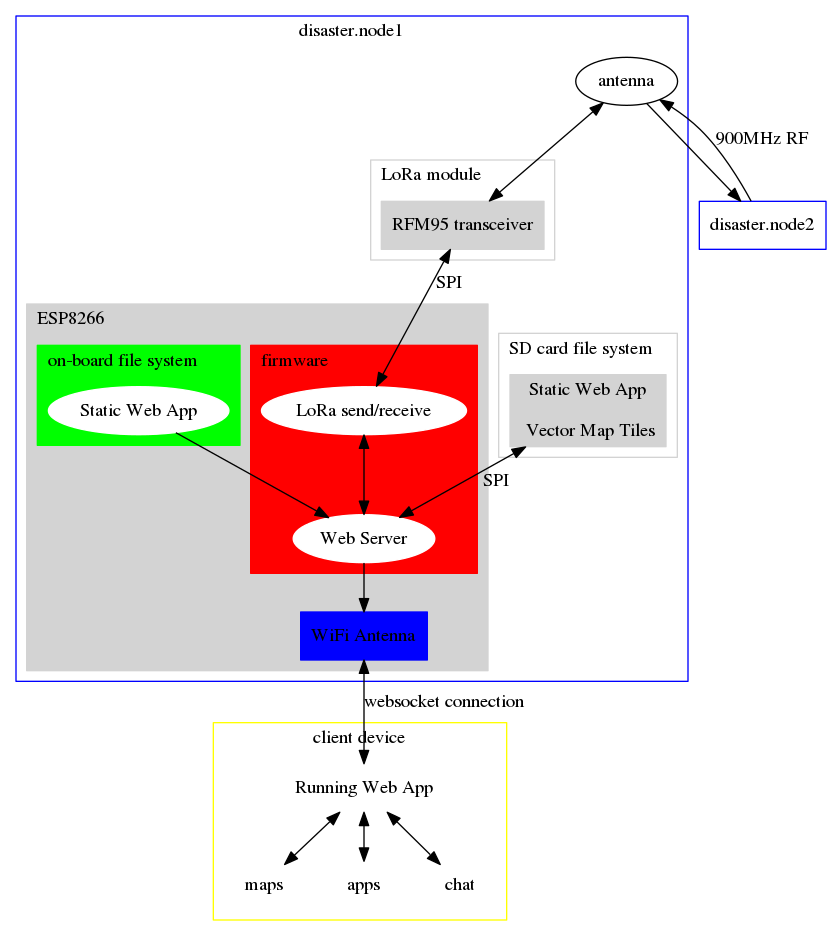 disaster.node1
antenna
900MHz RF
LoRa module
RFM95 transceiver
disaster.node2
SPI
ESP8266
on-board file system
firmware
SD card file system
Static Web App
LoRa send/receive
Static Web App
Vector Map Tiles
SPI
Web Server
WiFi Antenna
websocket connection
client device
Running Web App
maps
apps
chat